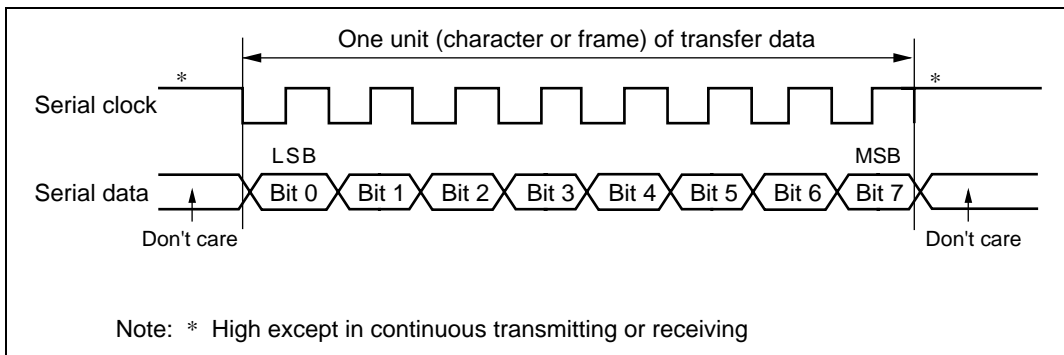 One unit (character or frame) of transfer data
* *
Serial clock
LSB MSB
Serial data Bit 0 Bit 1 Bit 2 Bit 3 Bit 4 Bit 5 Bit 6 Bit 7
Don't care Don't care
Note: * High except in continuous transmitting or receiving